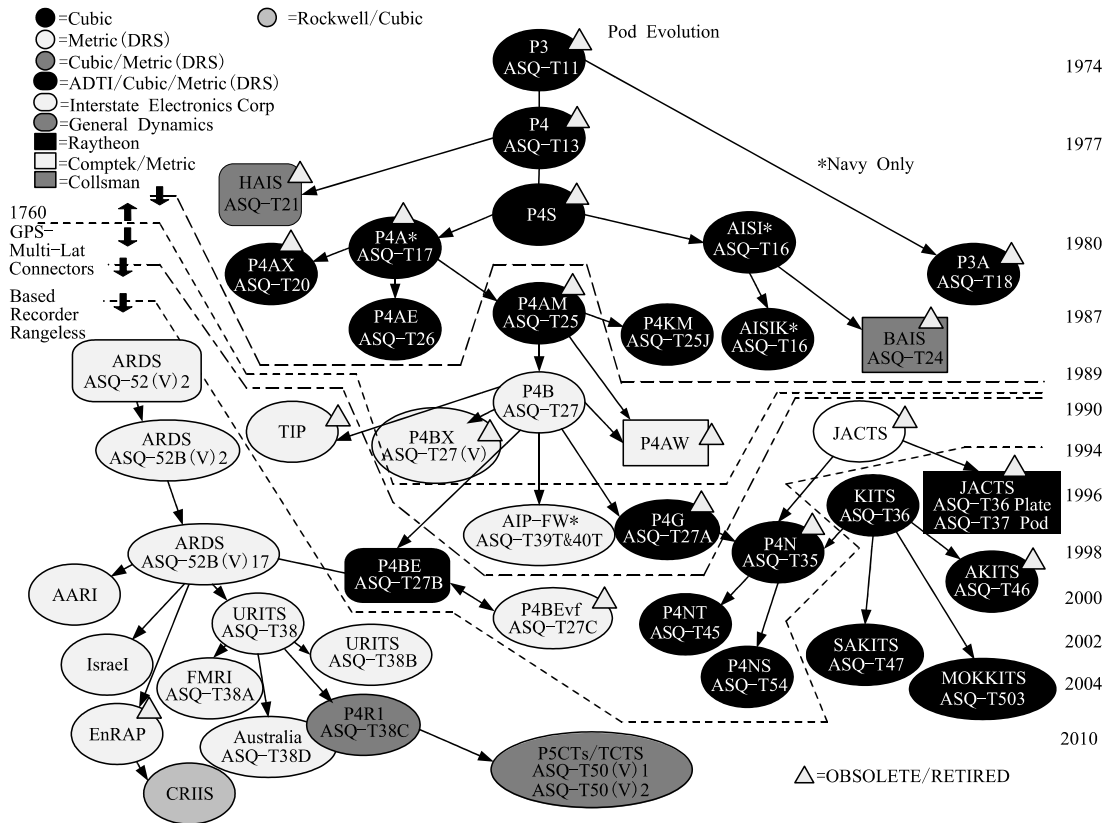 =Cubic
=Rockwell/Cubic
=Metric(DRS)
=Cubic/Metric(DRS)
=ADTI/Cubic/Metric(DRS)
=Interstate Electronics Corp
=General Dynamics
=Raytheon
=Comptek/Metric
=Collsman
Pod Evolution
P3
ASQ-T11
1974
P4
ASQ-T13
1977
*Navy Only
HAIS
ASQ-T21
P4S
1760
GPS-
Multi-Lat
Connectors
Based
Recorder
Rangeless
P4A*
ASQ-T17
AISI*
ASQ-T16
1980
P4AX
ASQ-T20
P3A
ASQ-T18
P4AE
ASQ-T26
P4AM
ASQ-T25
P4KM
ASQ-T25J
AISIK*
ASQ-T16
BAIS
ASQ-T24
1987
1989
ARDS
ASQ-52(V)2
P4B
ASQ-T27
1990
TIP
P4BX
T27(V)
P4AW
JACTS
ARDS
ASQ-52B(V)2
1994
JACTS
ASQ-T36 Plate
ASQ-T37 Pod
KITS
ASQ-T36
1996
AIP-FW*
ASQ-T39T&40T
P4G
ASQ-T27A
P4N
ASQ-T35
ARDS
ASQ-52B(V)17
1998
P4BE
ASQ-T27B
AKITS
ASQ-T46
AARI
2000
URITS
ASQ-T38
P4BEvf
ASQ-T27C
P4NT
ASQ-T45
URITS
ASQ-T38B
2002
SAKITS
ASQ-T47
IsraeI
FMRI
ASQ-T38A
P4NS
ASQ-T54
2004
MOKKITS
ASQ-T503
EnRAP
P4R1
ASQ-T38C
Australia
ASQ-T38D
2010
P5CTs/TCTS
ASQ-T50(V)1
ASQ-T50(V)2
=OBSOLETE/RETIRED
CRIIS